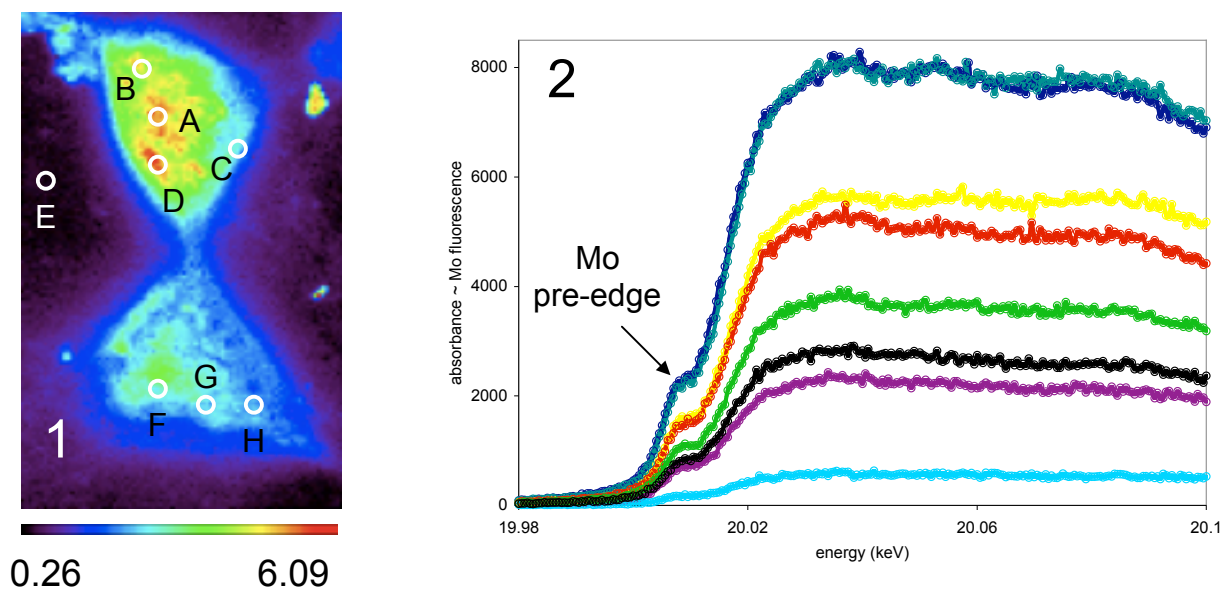 B
A
C
D
E
F
G
H
1
0.26 6.09
2
Mo
pre-edge
absorbance ~ Mo fluorescence
8000
6000
4000
2000
0
19.98 20.02 20.06 20.1
energy (keV)